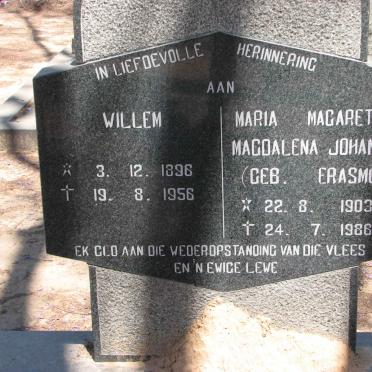 IN LIEFDEVOLLE HERINNERING
AAN
WILLEM
* 3. 12. 1896
† 19. 8. 1956
MARIA MAGARET
MAGDALENA JOHAN
(GEB. ERASM
* 22. 8. 1903
† 24. 7. 1986
EK GLO AAN DIE WEDEROPSTANDING VAN DIE VLEES
EN 'N EWIGE LEWE